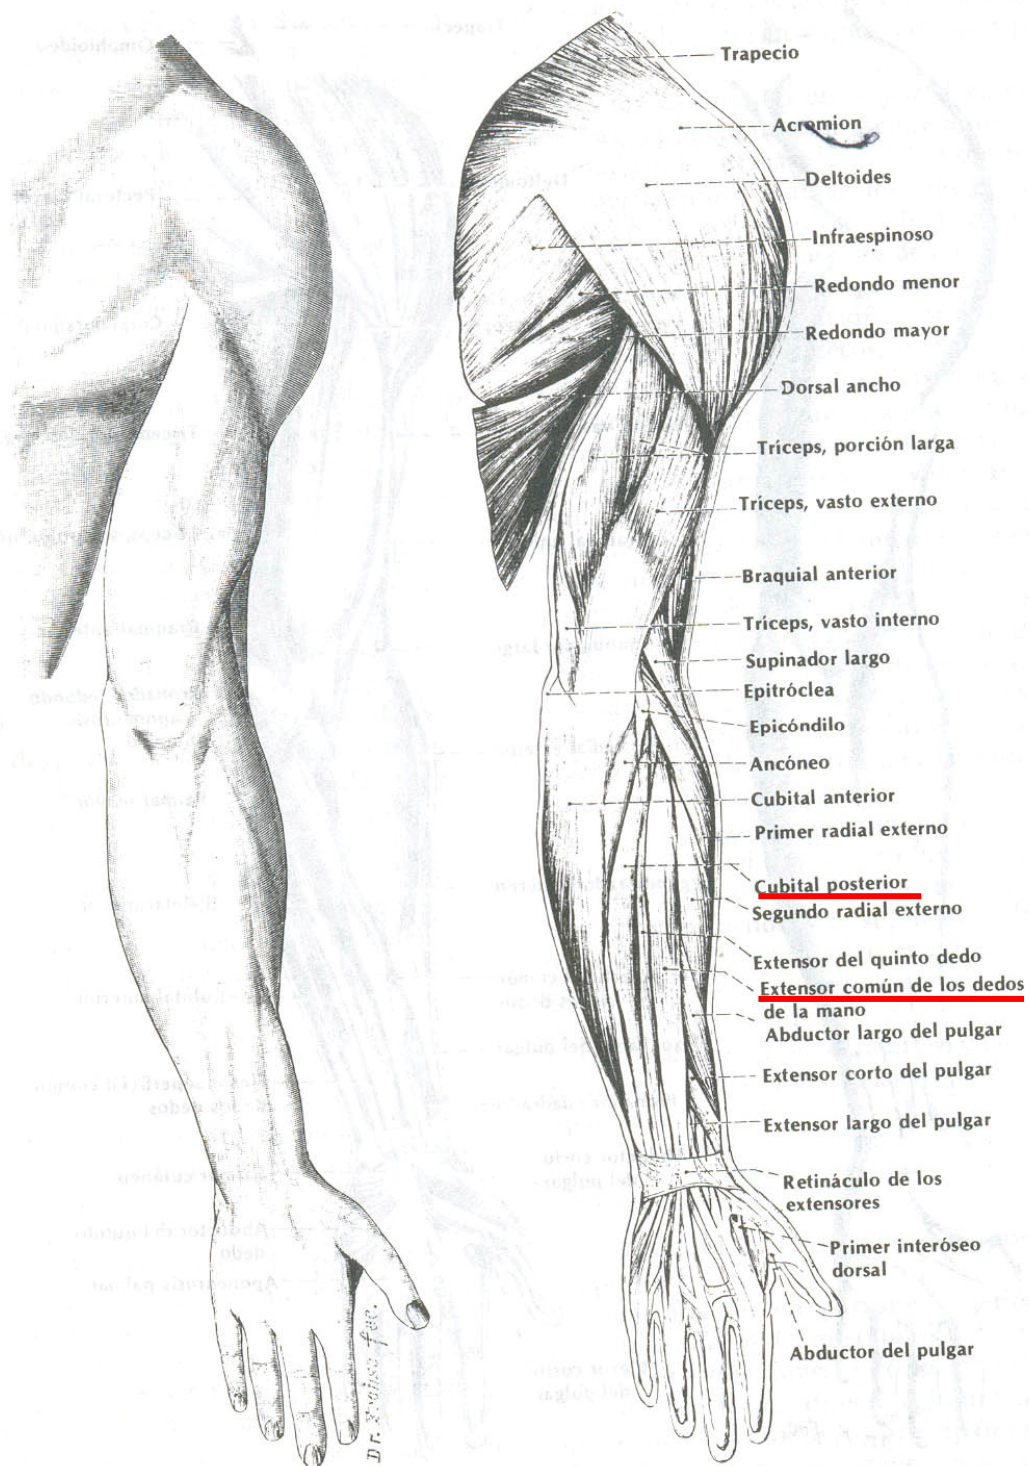 Trapecio
Acromion
Deltoides
Infraespinoso
Redondo menor
Redondo mayor
Dorsal ancho
Tríceps, porción larga
Tríceps, vasto externo
Braquial anterior
Tríceps, vasto interno
Supinador largo
Epitróclea
Epicóndilo
Ancóneo
Cubital anterior
Primer radial externo
Cubital posterior
Segundo radial externo
Extensor del quinto dedo
Extensor común de los dedos
de la mano
Abductor largo del pulgar
Extensor corto del pulgar
Extensor largo del pulgar
Retináculo de los
extensores
Primer interóseo
dorsal
Abductor del pulgar